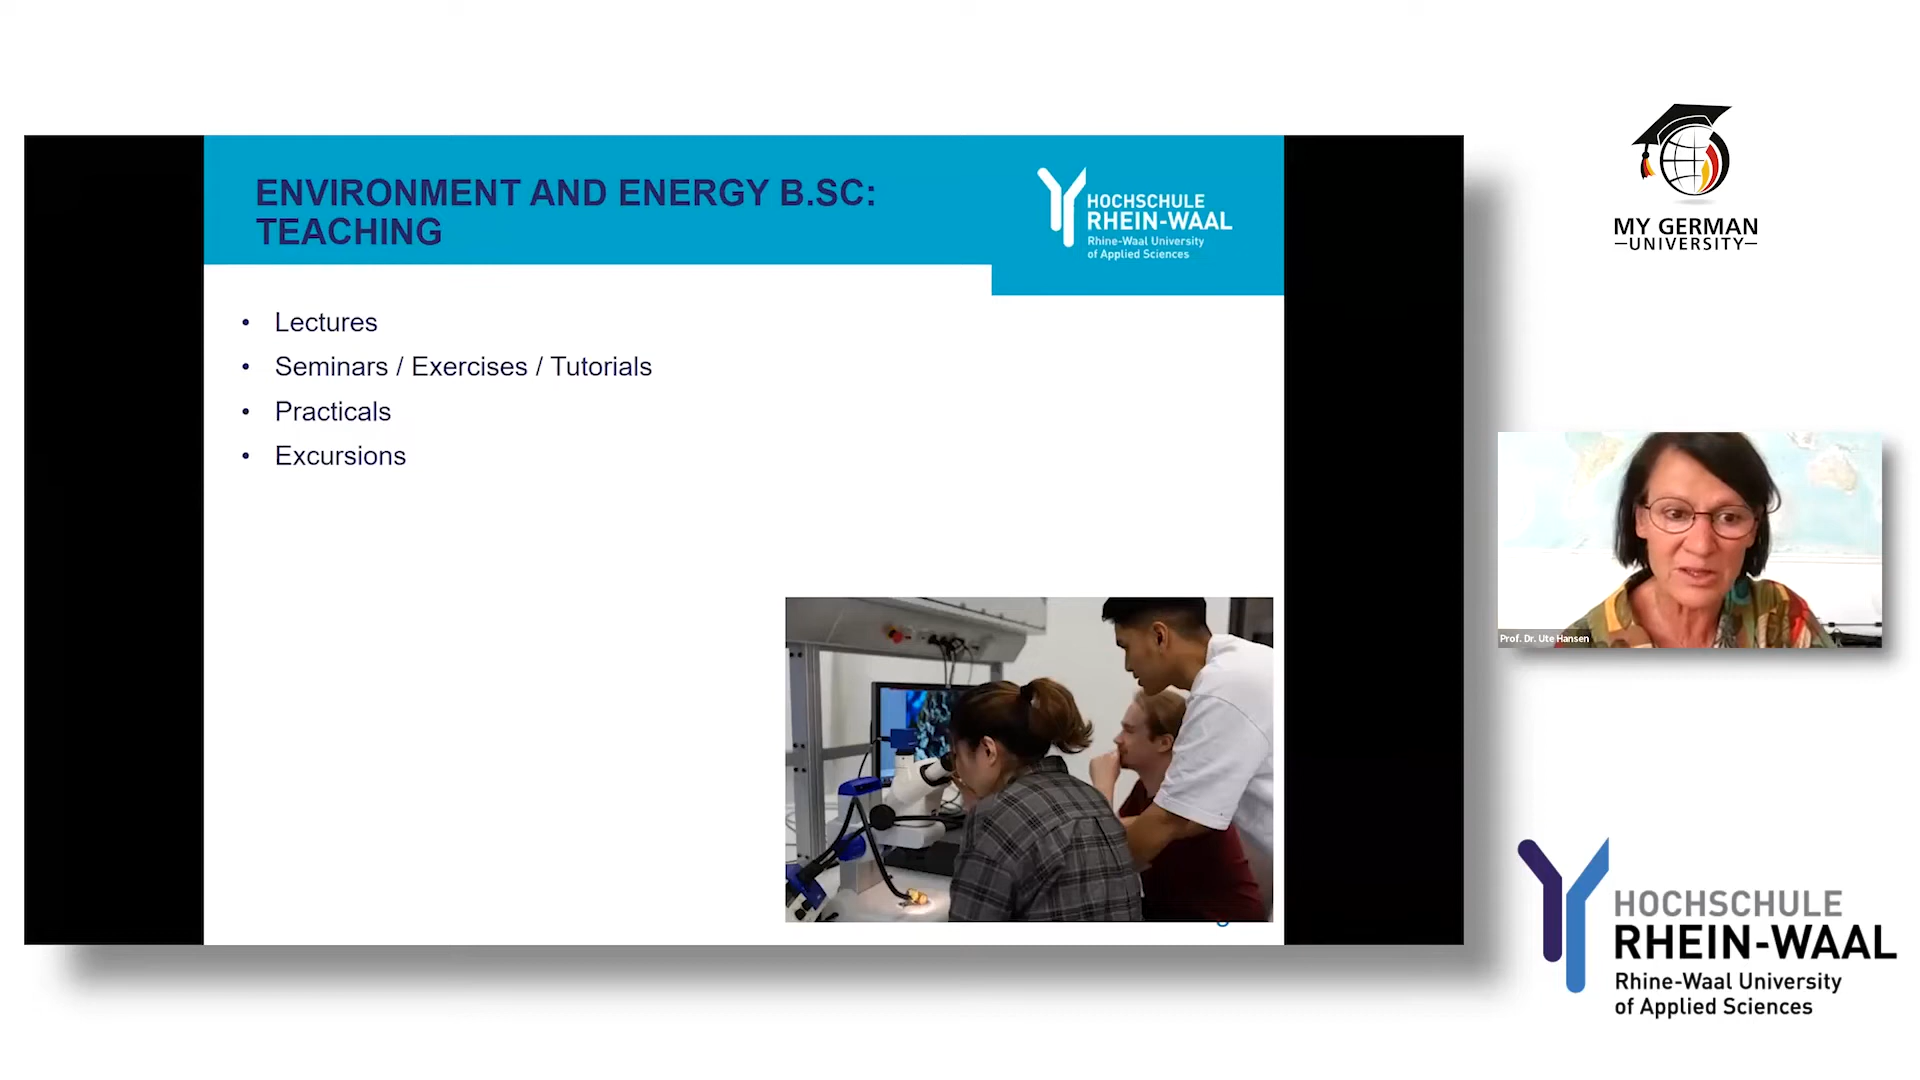 ENVIRONMENT AND ENERGY B.SC:
TEACHING
HOCHSCHULE
RHEIN-WAAL
Rhine-Waal University
of Applied Sciences
• Lectures
• Seminars / Exercises / Tutorials
• Practicals
• Excursions
MY GERMAN
UNIVERSITY
Prof. Dr. Ute Hansen
HOCHSCHULE
RHEIN-WAAL
Rhine-Waal University
of Applied Sciences